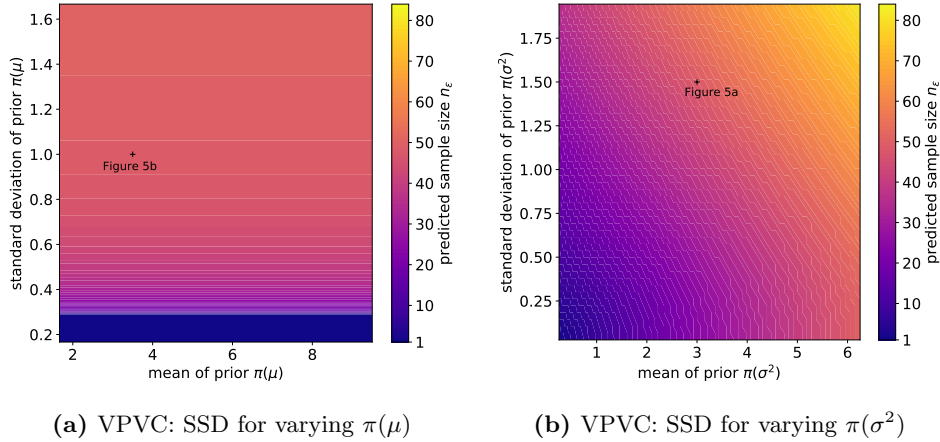 1.6
1.4
1.2
1.0
0.8
0.6
0.4
0.2
standard deviation of prior π(μ)
Figure 5b
2 4 6 8
mean of prior π(μ)
80
70
60
50
40
30
20
10
1
predicted sample size nε
(a) VPVC: SSD for varying π(μ)
1.75
1.50
1.25
1.00
0.75
0.50
0.25
standard deviation of prior π(σ²)
Figure 5a
1 2 3 4 5 6
mean of prior π(σ²)
80
70
60
50
40
30
20
10
1
predicted sample size nε
(b) VPVC: SSD for varying π(σ²)